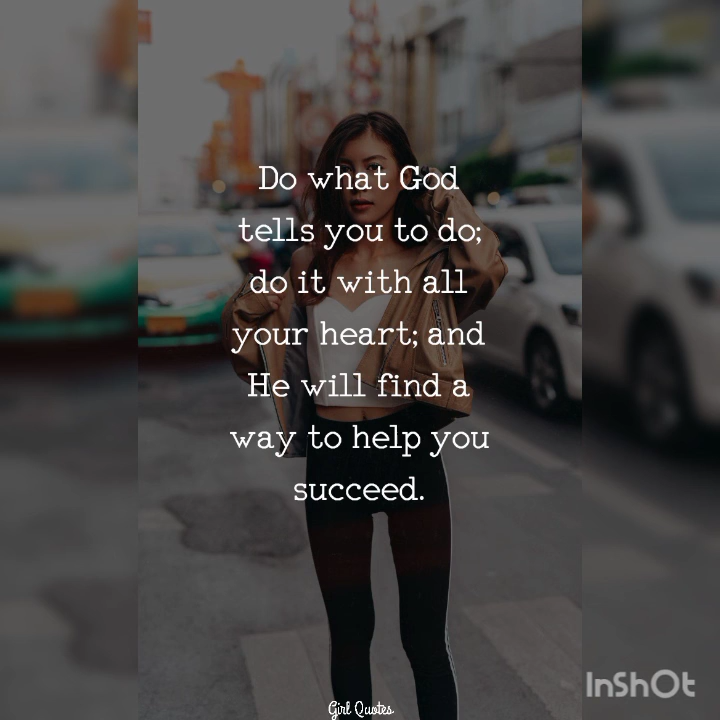 Do what God
tells you to do;
do it with all
your heart; and
He will find a
way to help you
succeed.
InShOt
Girl Quotes